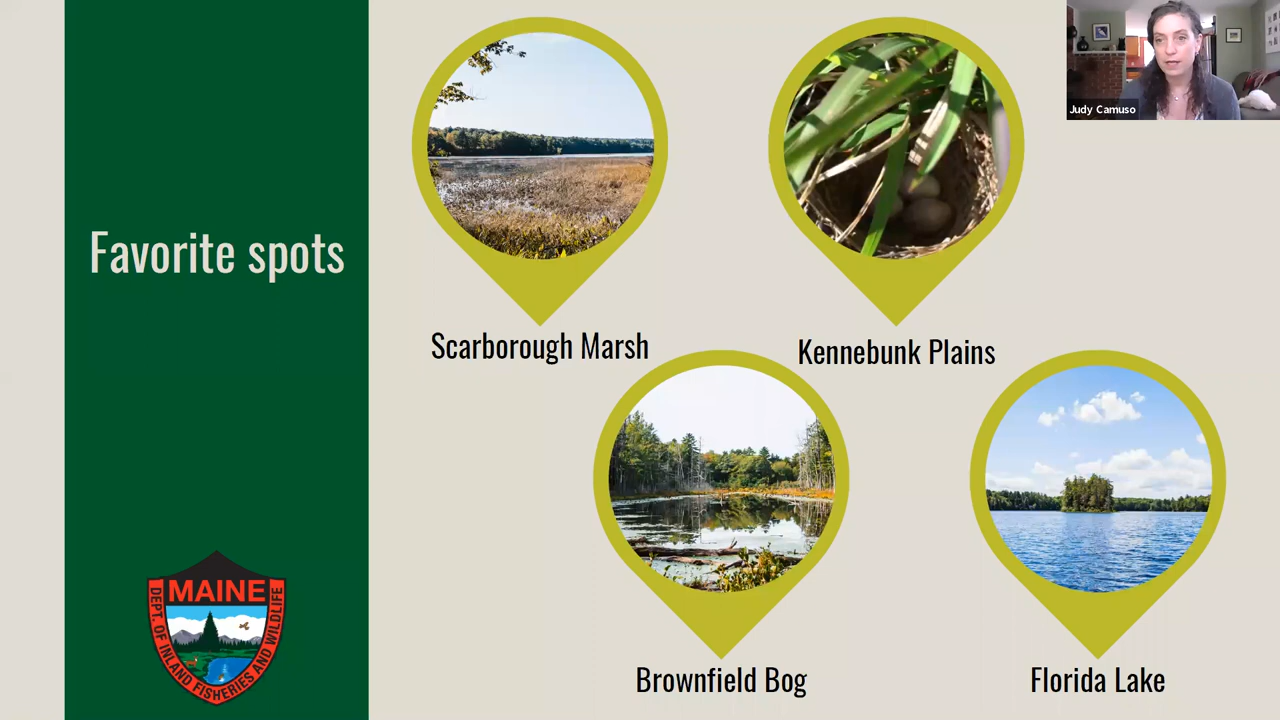 Judy Camuso
Favorite spots
Scarborough Marsh
Kennebunk Plains
Brownfield Bog
Florida Lake
MAINE
DEPT. OF INLAND FISHERIES AND WILDLIFE